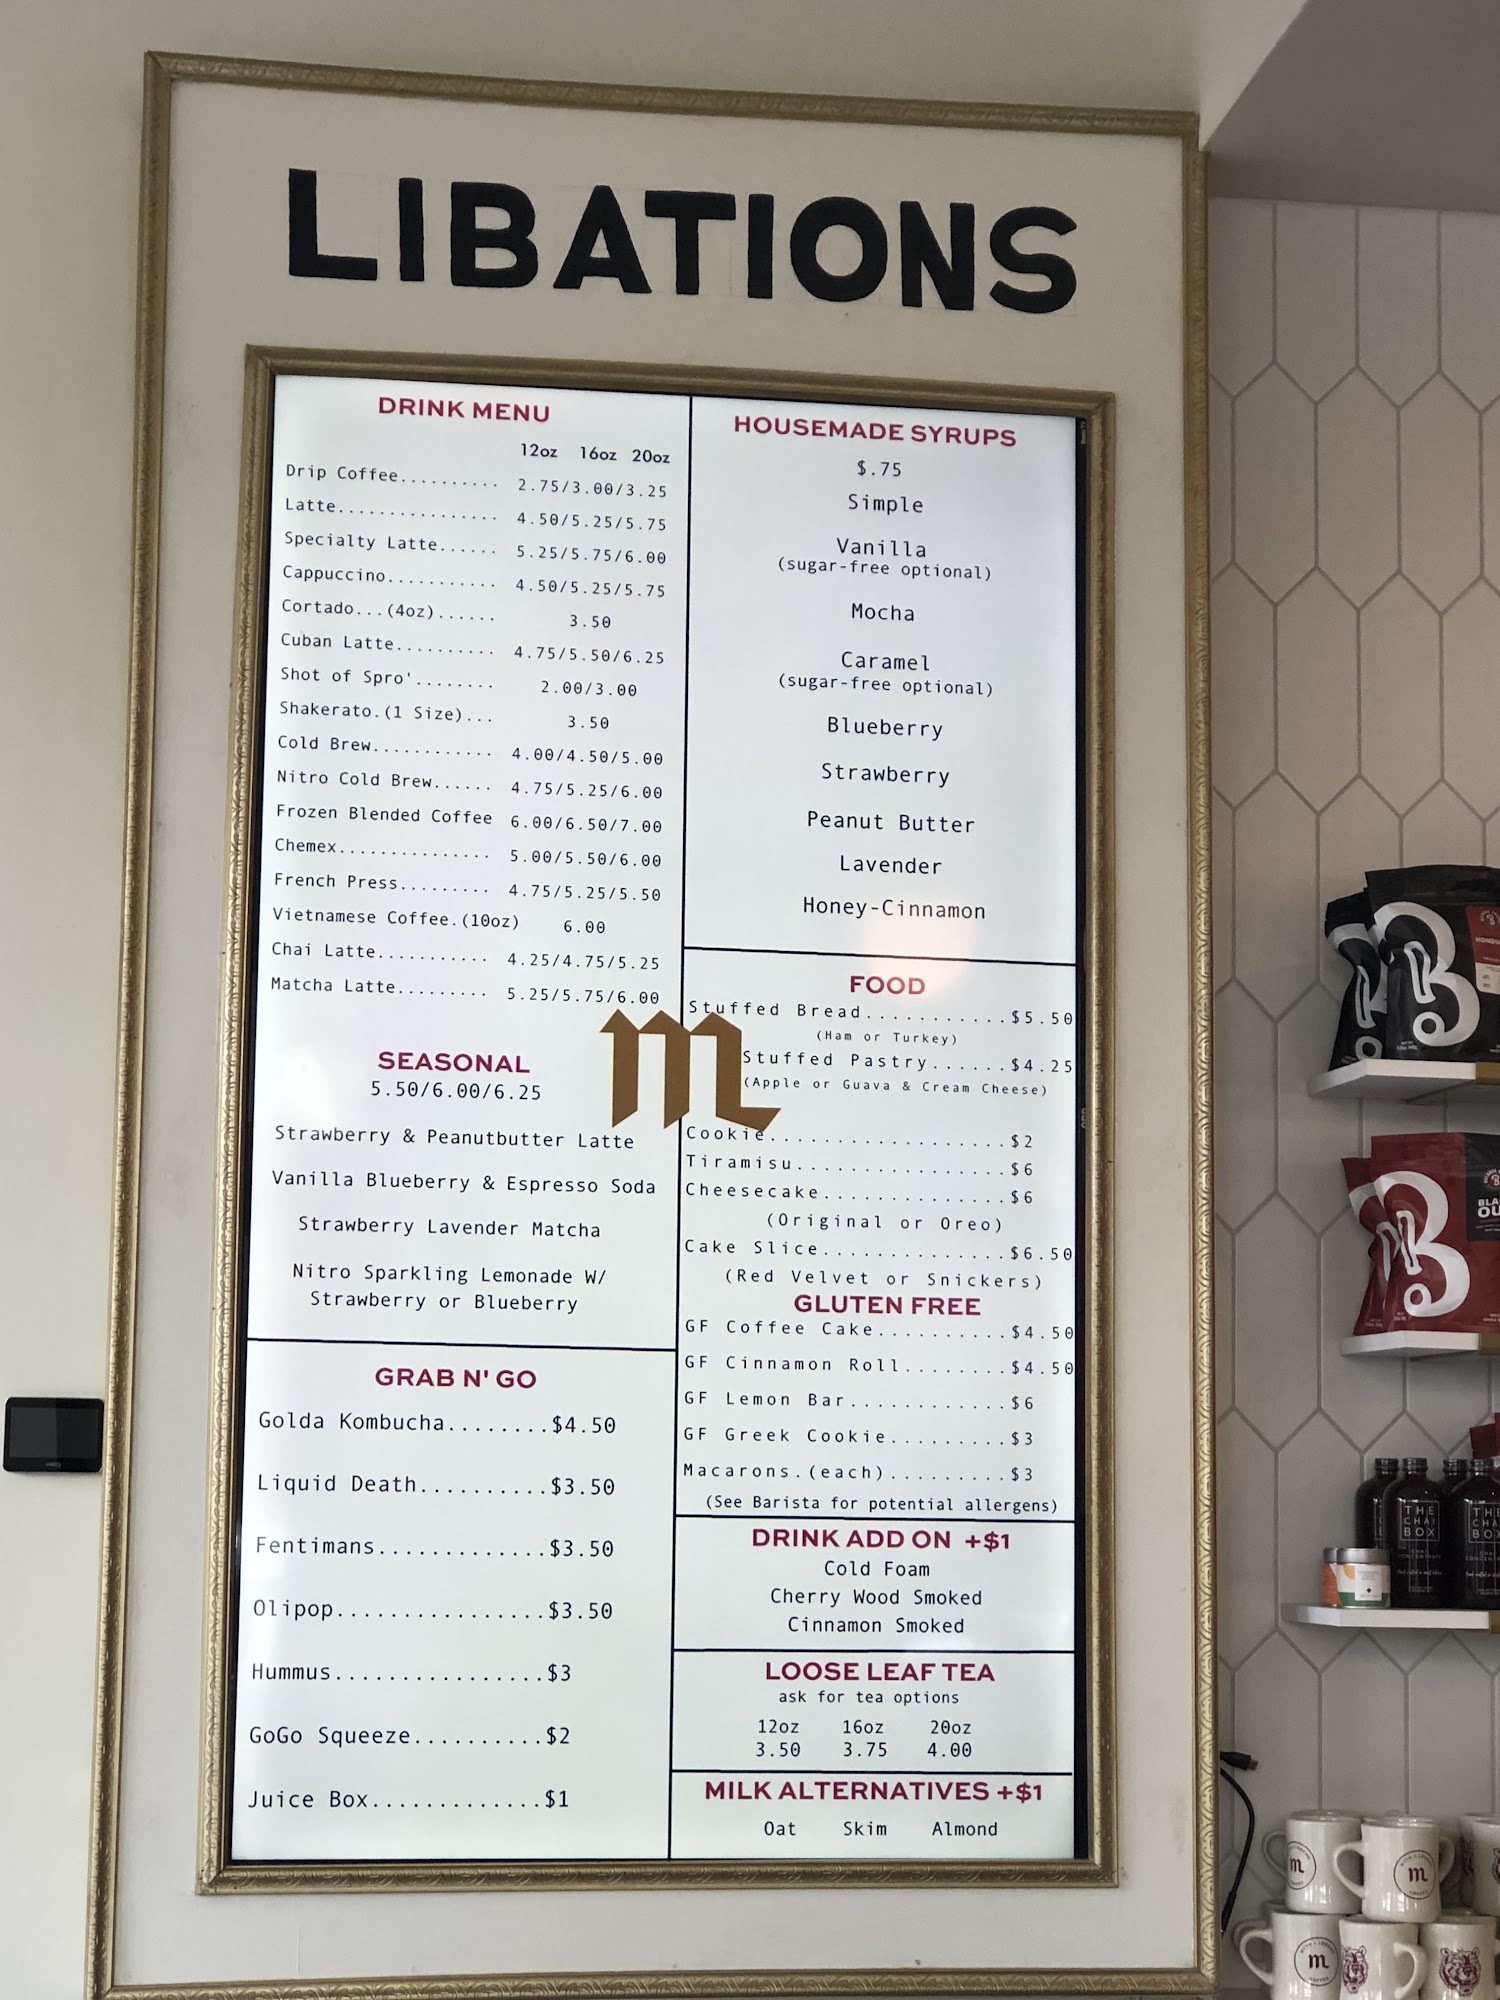 LIBATIONS
DRINK MENU
12oz 16oz 20oz
Drip Coffee.......... 2.75/3.00/3.25
Latte................ 4.50/5.25/5.75
Specialty Latte...... 5.25/5.75/6.00
Cappuccino........... 4.50/5.25/5.75
Cortado...(4oz)...... 3.50
Cuban Latte.......... 4.75/5.50/6.25
Shot of Spro'........ 2.00/3.00
Shakerato.(1 Size)... 3.50
Cold Brew............ 4.00/4.50/5.00
Nitro Cold Brew...... 4.75/5.25/6.00
Frozen Blended Coffee 6.00/6.50/7.00
Chemex............... 5.00/5.50/6.00
French Press......... 4.75/5.25/5.50
Vietnamese Coffee.(10oz) 6.00
Chai Latte........... 4.25/4.75/5.25
Matcha Latte......... 5.25/5.75/6.00
SEASONAL
5.50/6.00/6.25
Strawberry & Peanutbutter Latte
Vanilla Blueberry & Espresso Soda
Strawberry Lavender Matcha
Nitro Sparkling Lemonade W/
Strawberry or Blueberry
GRAB N' GO
Golda Kombucha........$4.50
Liquid Death..........$3.50
Fentimans.............$3.50
Olipop................$3.50
Hummus................$3
GoGo Squeeze..........$2
Juice Box.............$1
HOUSEMADE SYRUPS
$.75
Simple
Vanilla
(sugar-free optional)
Mocha
Caramel
(sugar-free optional)
Blueberry
Strawberry
Peanut Butter
Lavender
Honey-Cinnamon
m
FOOD
Stuffed Bread...........$5.50
(Ham or Turkey)
Stuffed Pastry......$4.25
(Apple or Guava & Cream Cheese)
Cookie..................$2
Tiramisu................$6
Cheesecake..............$6
(Original or Oreo)
Cake Slice..............$6.50
(Red Velvet or Snickers)
GLUTEN FREE
GF Coffee Cake..........$4.50
GF Cinnamon Roll........$4.50
GF Lemon Bar............$6
GF Greek Cookie.........$3
Macarons.(each).........$3
(See Barista for potential allergens)
DRINK ADD ON +$1
Cold Foam
Cherry Wood Smoked
Cinnamon Smoked
LOOSE LEAF TEA
ask for tea options
12oz 16oz 20oz
3.50 3.75 4.00
MILK ALTERNATIVES +$1
Oat Skim Almond
B
B
THE
CHAI
BOX
m
m
m